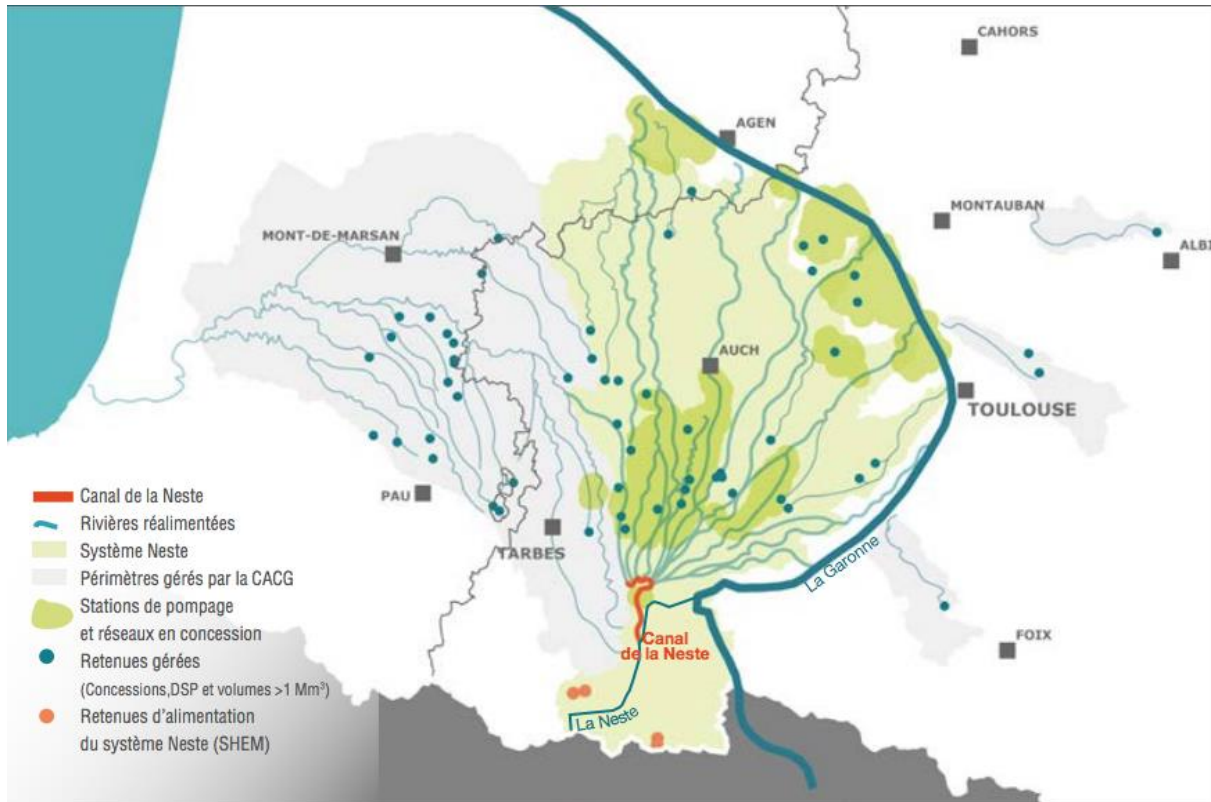 CAHORS
AGEN
MONTAUBAN
MONT-DE-MARSAN
ALBI
AUCH
TOULOUSE
PAU
TARBES
La Garonne
FOIX
Canal
de la Neste
La Neste
Canal de la Neste
Rivières réalimentées
Système Neste
Périmètres gérés par la CACG
Stations de pompage
et réseaux en concession
Retenues gérées
(Concessions,DSP et volumes >1 Mm³)
Retenues d'alimentation
du système Neste (SHEM)